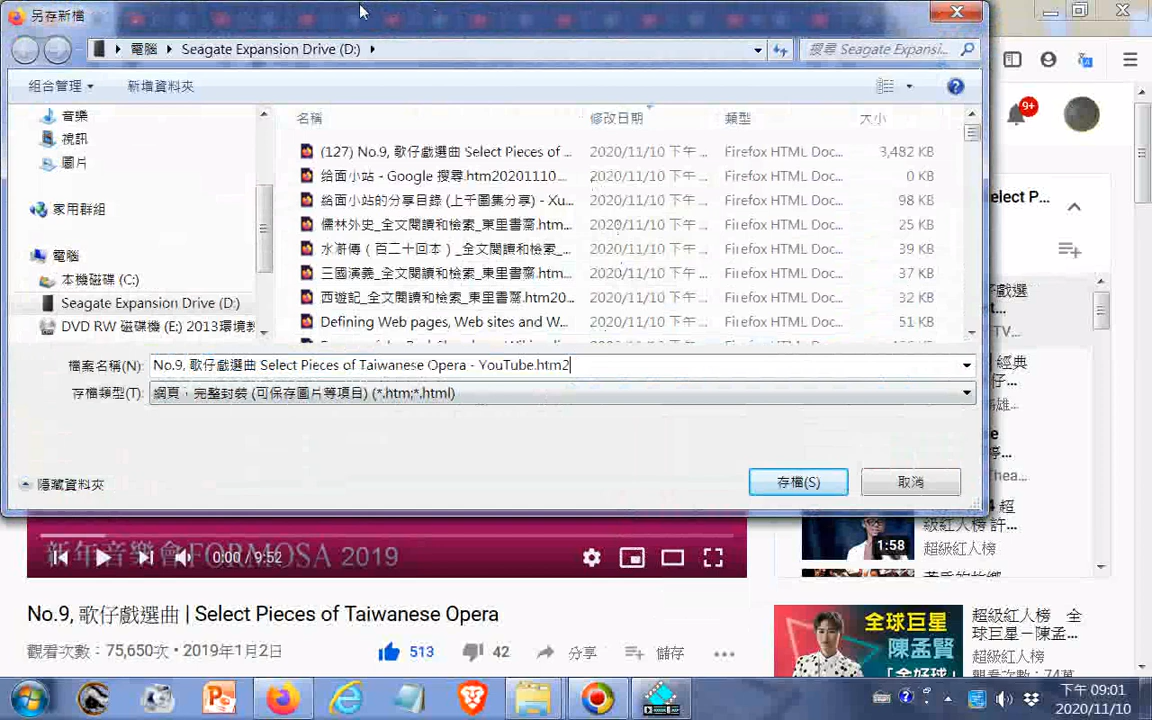 另存新檔
電腦
Seagate Expansion Drive (D:)
搜尋 Seagate Expansi...
組合管理
新增資料夾
音樂
視訊
圖片
家用群組
電腦
本機磁碟 (C:)
Seagate Expansion Drive (D:)
DVD RW 磁碟機 (E:) 2013環境教
名稱
修改日期
類型
大小
(127) No.9, 歌仔戲選曲 Select Pieces of ...
2020/11/10 下午 ...
Firefox HTML Doc...
3,482 KB
给面小站 - Google 搜尋.htm20201110....
2020/11/10 下午 ...
Firefox HTML Doc...
0 KB
給面小站的分享目錄 (上千圖集分享) - Xu...
2020/11/10 下午 ...
Firefox HTML Doc...
98 KB
儒林外史_全文閱讀和檢索_東里書齋.htm...
2020/11/10 下午 ...
Firefox HTML Doc...
25 KB
水滸傳（百二十回本）_全文閱讀和檢索_...
2020/11/10 下午 ...
Firefox HTML Doc...
39 KB
三國演義_全文閱讀和檢索_東里書齋.htm...
2020/11/10 下午 ...
Firefox HTML Doc...
37 KB
西遊記_全文閱讀和檢索_東里書齋.htm20...
2020/11/10 下午 ...
Firefox HTML Doc...
32 KB
Defining Web pages, Web sites and W...
2020/11/10 下午 ...
Firefox HTML Doc...
51 KB
檔案名稱(N):
No.9, 歌仔戲選曲 Select Pieces of Taiwanese Opera - YouTube.htm2
存檔類型(T):
網頁，完整封裝 (可保存圖片等項目) (*.htm;*.html)
隱藏資料夾
存檔(S)
取消
9+
elect P...
戲選
t...
TV...
經典
仔...
雄...
e
hea...
4 超
級紅人榜 許...
超級紅人榜
1:58
新年音樂會FORMOSA 2019
0:00 / 9:52
No.9, 歌仔戲選曲 | Select Pieces of Taiwanese Opera
觀看次數：75,650次 • 2019年1月2日
513
42
分享
儲存
全球巨星
陳孟賢
超級紅人榜 全
球巨星－陳孟...
超級紅人榜
下午 09:01
2020/11/10